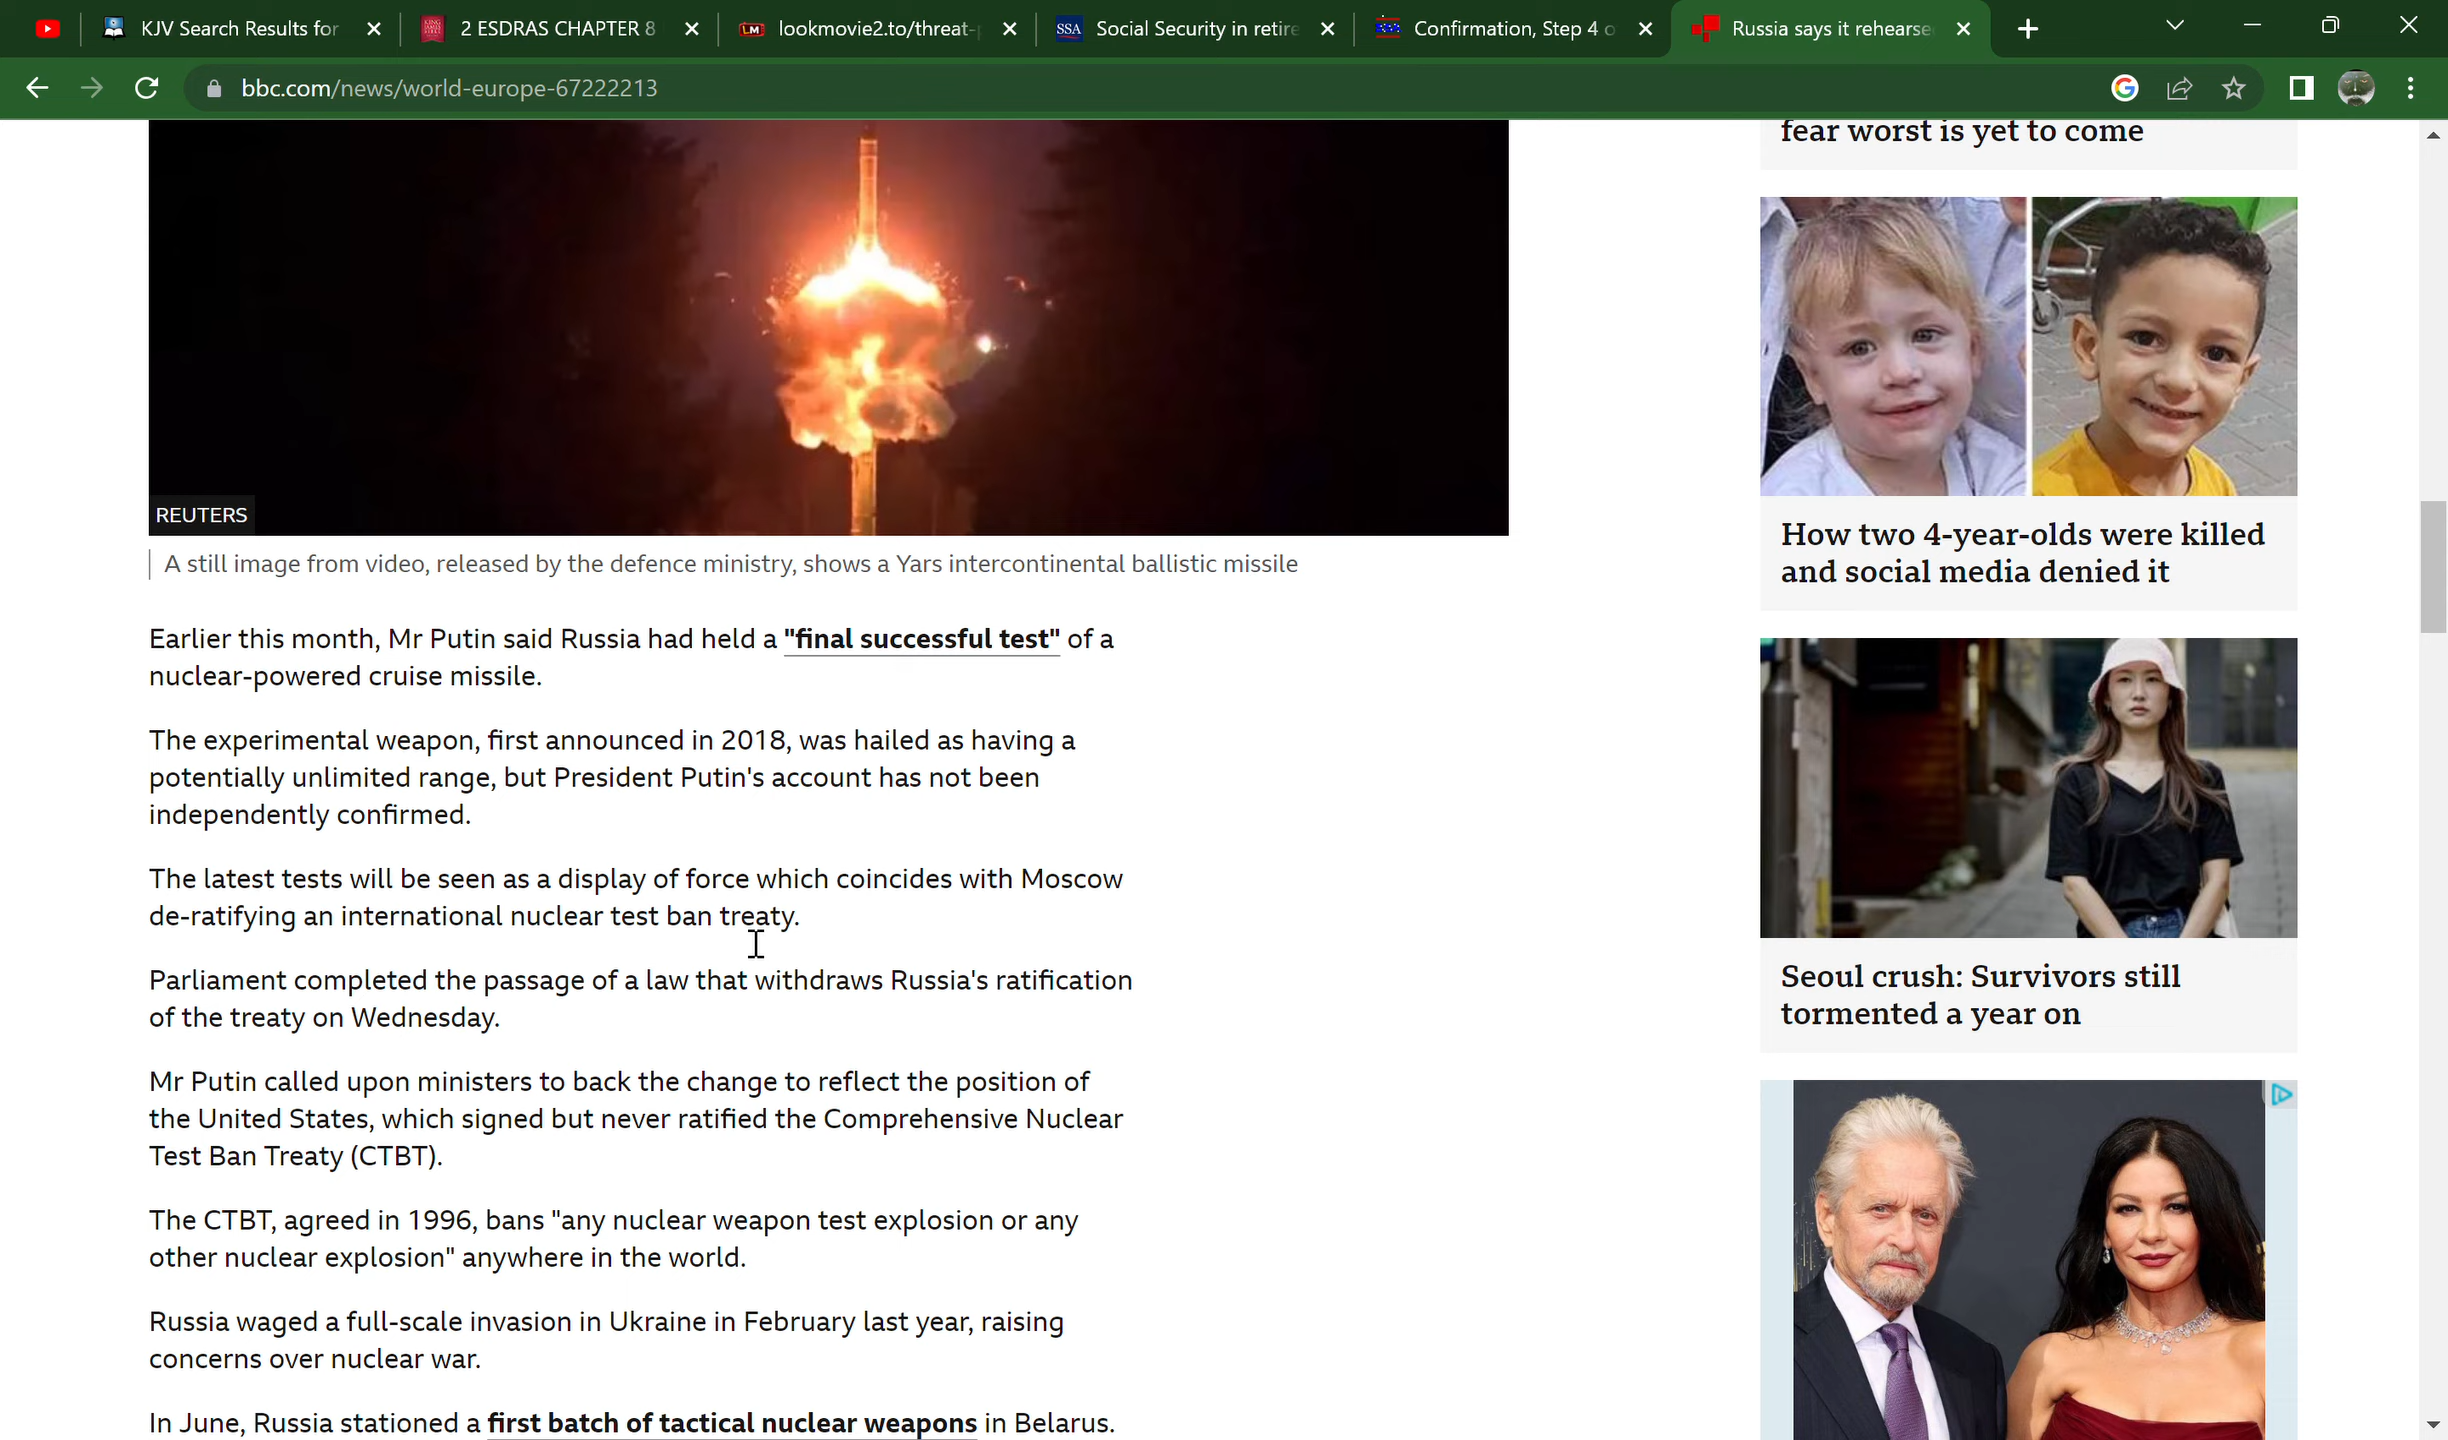 KJV Search Results for
2 ESDRAS CHAPTER 8
LM
lookmovie2.to/threat-
SSA
Social Security in retire
Confirmation, Step 4 o
Russia says it rehearse
bbc.com/news/world-europe-67222213
REUTERS
A still image from video, released by the defence ministry, shows a Yars intercontinental ballistic missile
Earlier this month, Mr Putin said Russia had held a "final successful test" of a
nuclear-powered cruise missile.
The experimental weapon, first announced in 2018, was hailed as having a
potentially unlimited range, but President Putin's account has not been
independently confirmed.
The latest tests will be seen as a display of force which coincides with Moscow
de-ratifying an international nuclear test ban treaty.
Parliament completed the passage of a law that withdraws Russia's ratification
of the treaty on Wednesday.
Mr Putin called upon ministers to back the change to reflect the position of
the United States, which signed but never ratified the Comprehensive Nuclear
Test Ban Treaty (CTBT).
The CTBT, agreed in 1996, bans "any nuclear weapon test explosion or any
other nuclear explosion" anywhere in the world.
Russia waged a full-scale invasion in Ukraine in February last year, raising
concerns over nuclear war.
In June, Russia stationed a first batch of tactical nuclear weapons in Belarus.
fear worst is yet to come
How two 4-year-olds were killed
and social media denied it
Seoul crush: Survivors still
tormented a year on